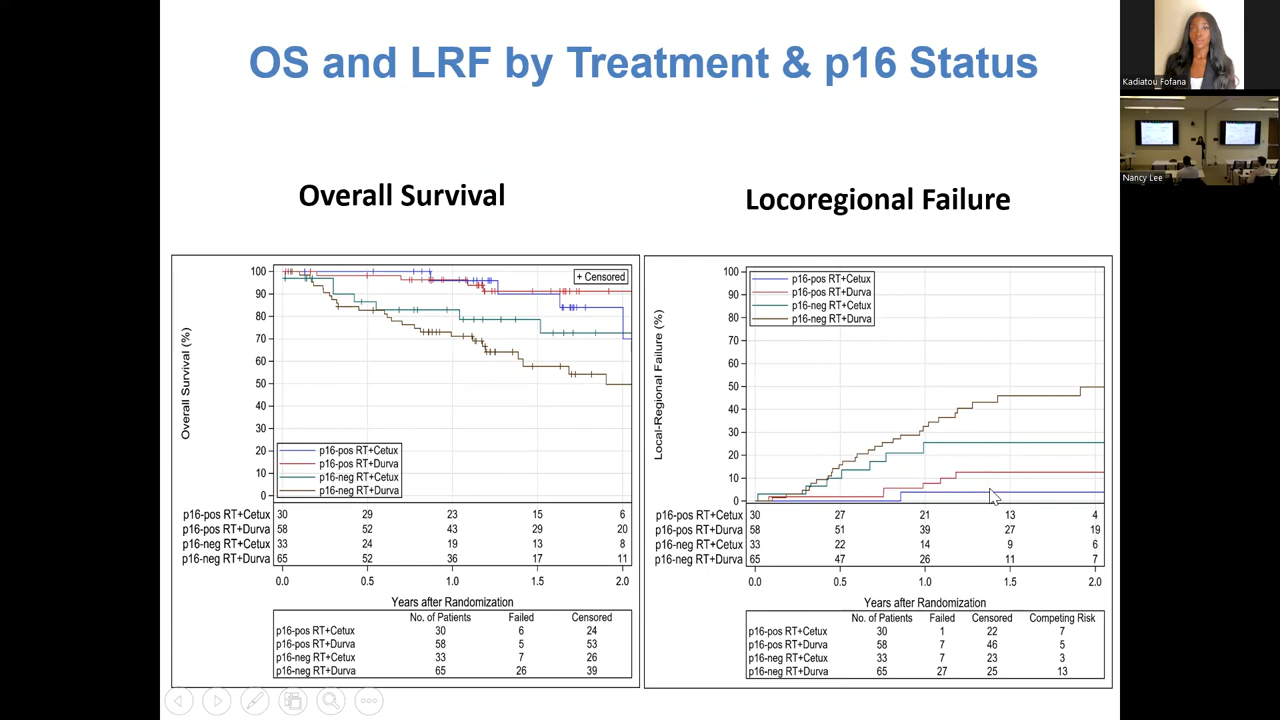 OS and LRF by Treatment & p16 Status
Kadiatou Fofana
Nancy Lee
Overall Survival
Locoregional Failure
+ Censored
100
90
80
70
60
50
40
30
20
10
0
Overall Survival (%)
p16-pos RT+Cetux
p16-pos RT+Durva
p16-neg RT+Cetux
p16-neg RT+Durva
p16-pos RT+Cetux 30 29 23 15 6
p16-pos RT+Durva 58 52 43 29 20
p16-neg RT+Cetux 33 24 19 13 8
p16-neg RT+Durva 65 52 36 17 11
0.0 0.5 1.0 1.5 2.0
Years after Randomization
No. of Patients Failed Censored
p16-pos RT+Cetux 30 6 24
p16-pos RT+Durva 58 5 53
p16-neg RT+Cetux 33 7 26
p16-neg RT+Durva 65 26 39
100
90
80
70
60
50
40
30
20
10
0
Local-Regional Failure (%)
p16-pos RT+Cetux
p16-pos RT+Durva
p16-neg RT+Cetux
p16-neg RT+Durva
p16-pos RT+Cetux 30 27 21 13 4
p16-pos RT+Durva 58 51 39 27 19
p16-neg RT+Cetux 33 22 14 9 6
p16-neg RT+Durva 65 47 26 11 7
0.0 0.5 1.0 1.5 2.0
Years after Randomization
No. of Patients Failed Censored Competing Risk
p16-pos RT+Cetux 30 1 22 7
p16-pos RT+Durva 58 7 46 5
p16-neg RT+Cetux 33 7 23 3
p16-neg RT+Durva 65 27 25 13